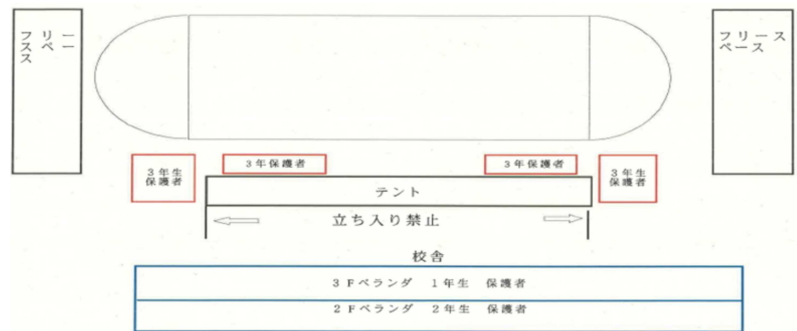 フリー
スペー
ス
フリース
ペース
3年生
保護者
3年保護者
3年保護者
3年生
保護者
テント
立ち入り禁止
校舎
3Fベランダ 1年生 保護者
2Fベランダ 2年生 保護者